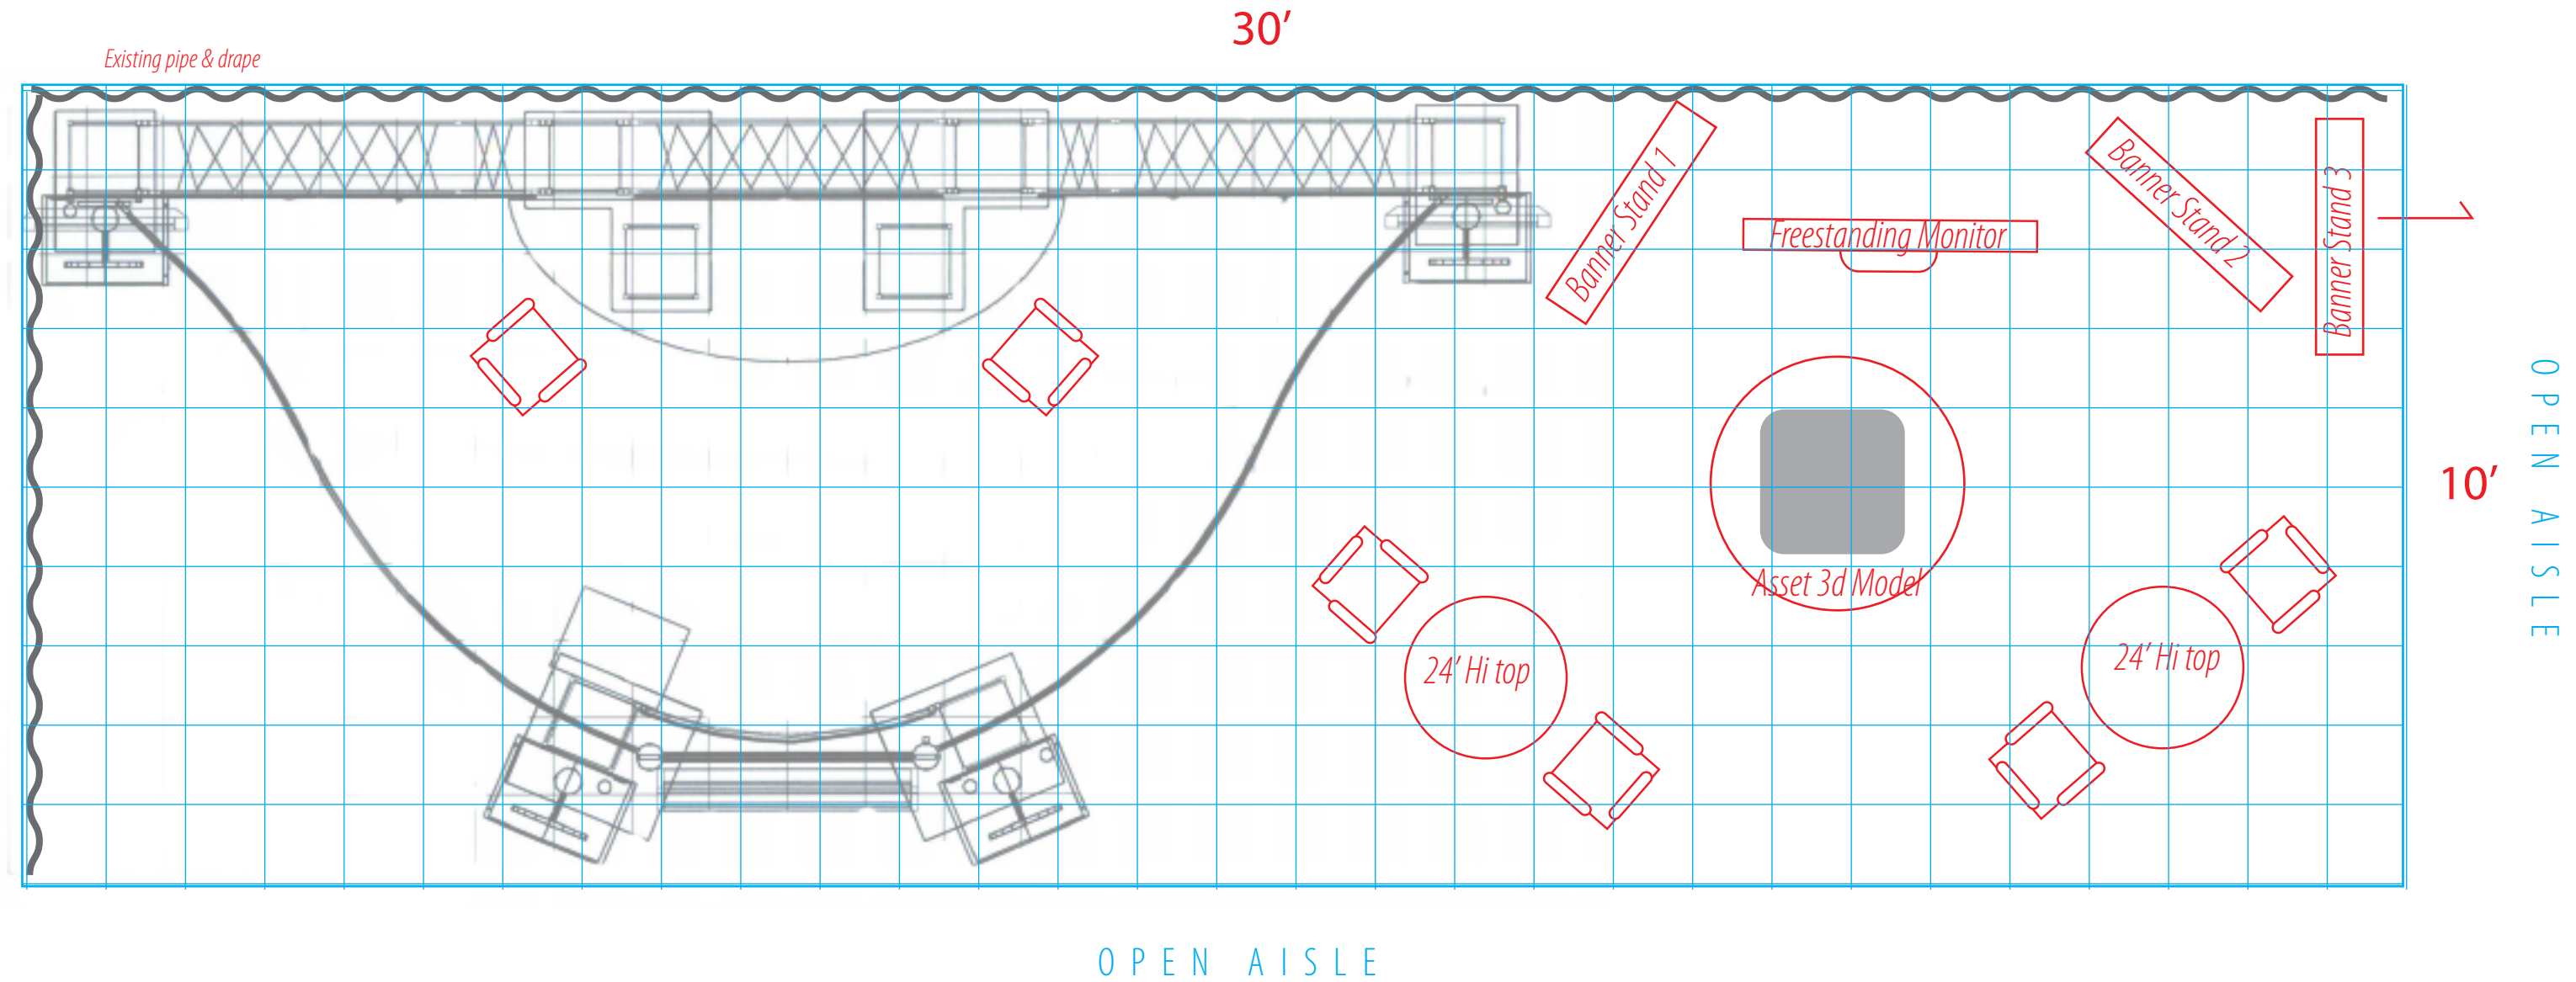 30’
Existing pipe & drape
Banner Stand 1
Freestanding Monitor
Banner Stand 2
Banner Stand 3
OPEN AISLE
10’
Asset 3d Model
24’ Hi top
24’ Hi top
OPEN AISLE